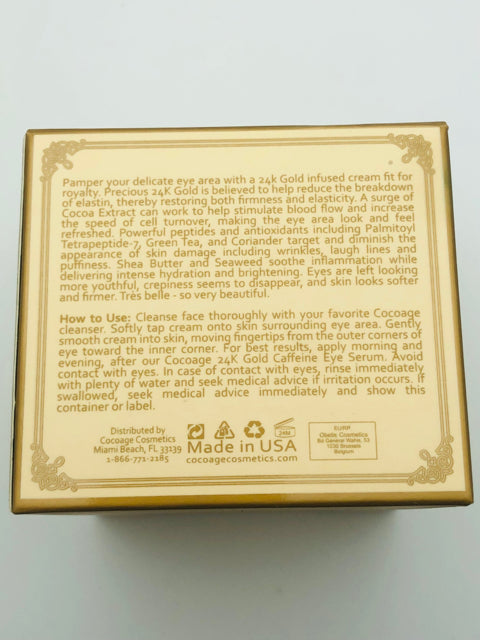 Pamper your delicate eye area with a 24k Gold infused cream fit for
royalty. Precious 24K Gold is believed to help reduce the breakdown
of elastin, thereby restoring both firmness and elasticity. A surge of
Cocoa Extract can work to help stimulate blood flow and increase
the speed of cell turnover, making the eye area look and feel
refreshed. Powerful peptides and antioxidants including Palmitoyl
Tetrapeptide-7, Green Tea, and Coriander target and diminish the
appearance of skin damage including wrinkles, laugh lines and
puffiness. Shea Butter and Seaweed soothe inflammation while
delivering intense hydration and brightening. Eyes are left looking
more youthful, crepiness seems to disappear, and skin looks softer
and firmer. Très belle - so very beautiful.
How to Use: Cleanse face thoroughly with your favorite Cocoage
cleanser. Softly tap cream onto skin surrounding eye area. Gently
smooth cream into skin, moving fingertips from the outer corners of
eye toward the inner corner. For best results, apply morning and
evening, after our Cocoage 24K Gold Caffeine Eye Serum. Avoid
contact with eyes. In case of contact with eyes, rinse immediately
with plenty of water and seek medical advice if irritation occurs. If
swallowed, seek medical advice immediately and show this
container or label.
Distributed by
Cocoage Cosmetics
Miami Beach, FL 33139
1-866-771-2185
24M
Made in USA
cocoagecosmetics.com
EU/RP
Obelis Cosmetics
Bd Général Wahis, 53
1030 Brussels
Belgium